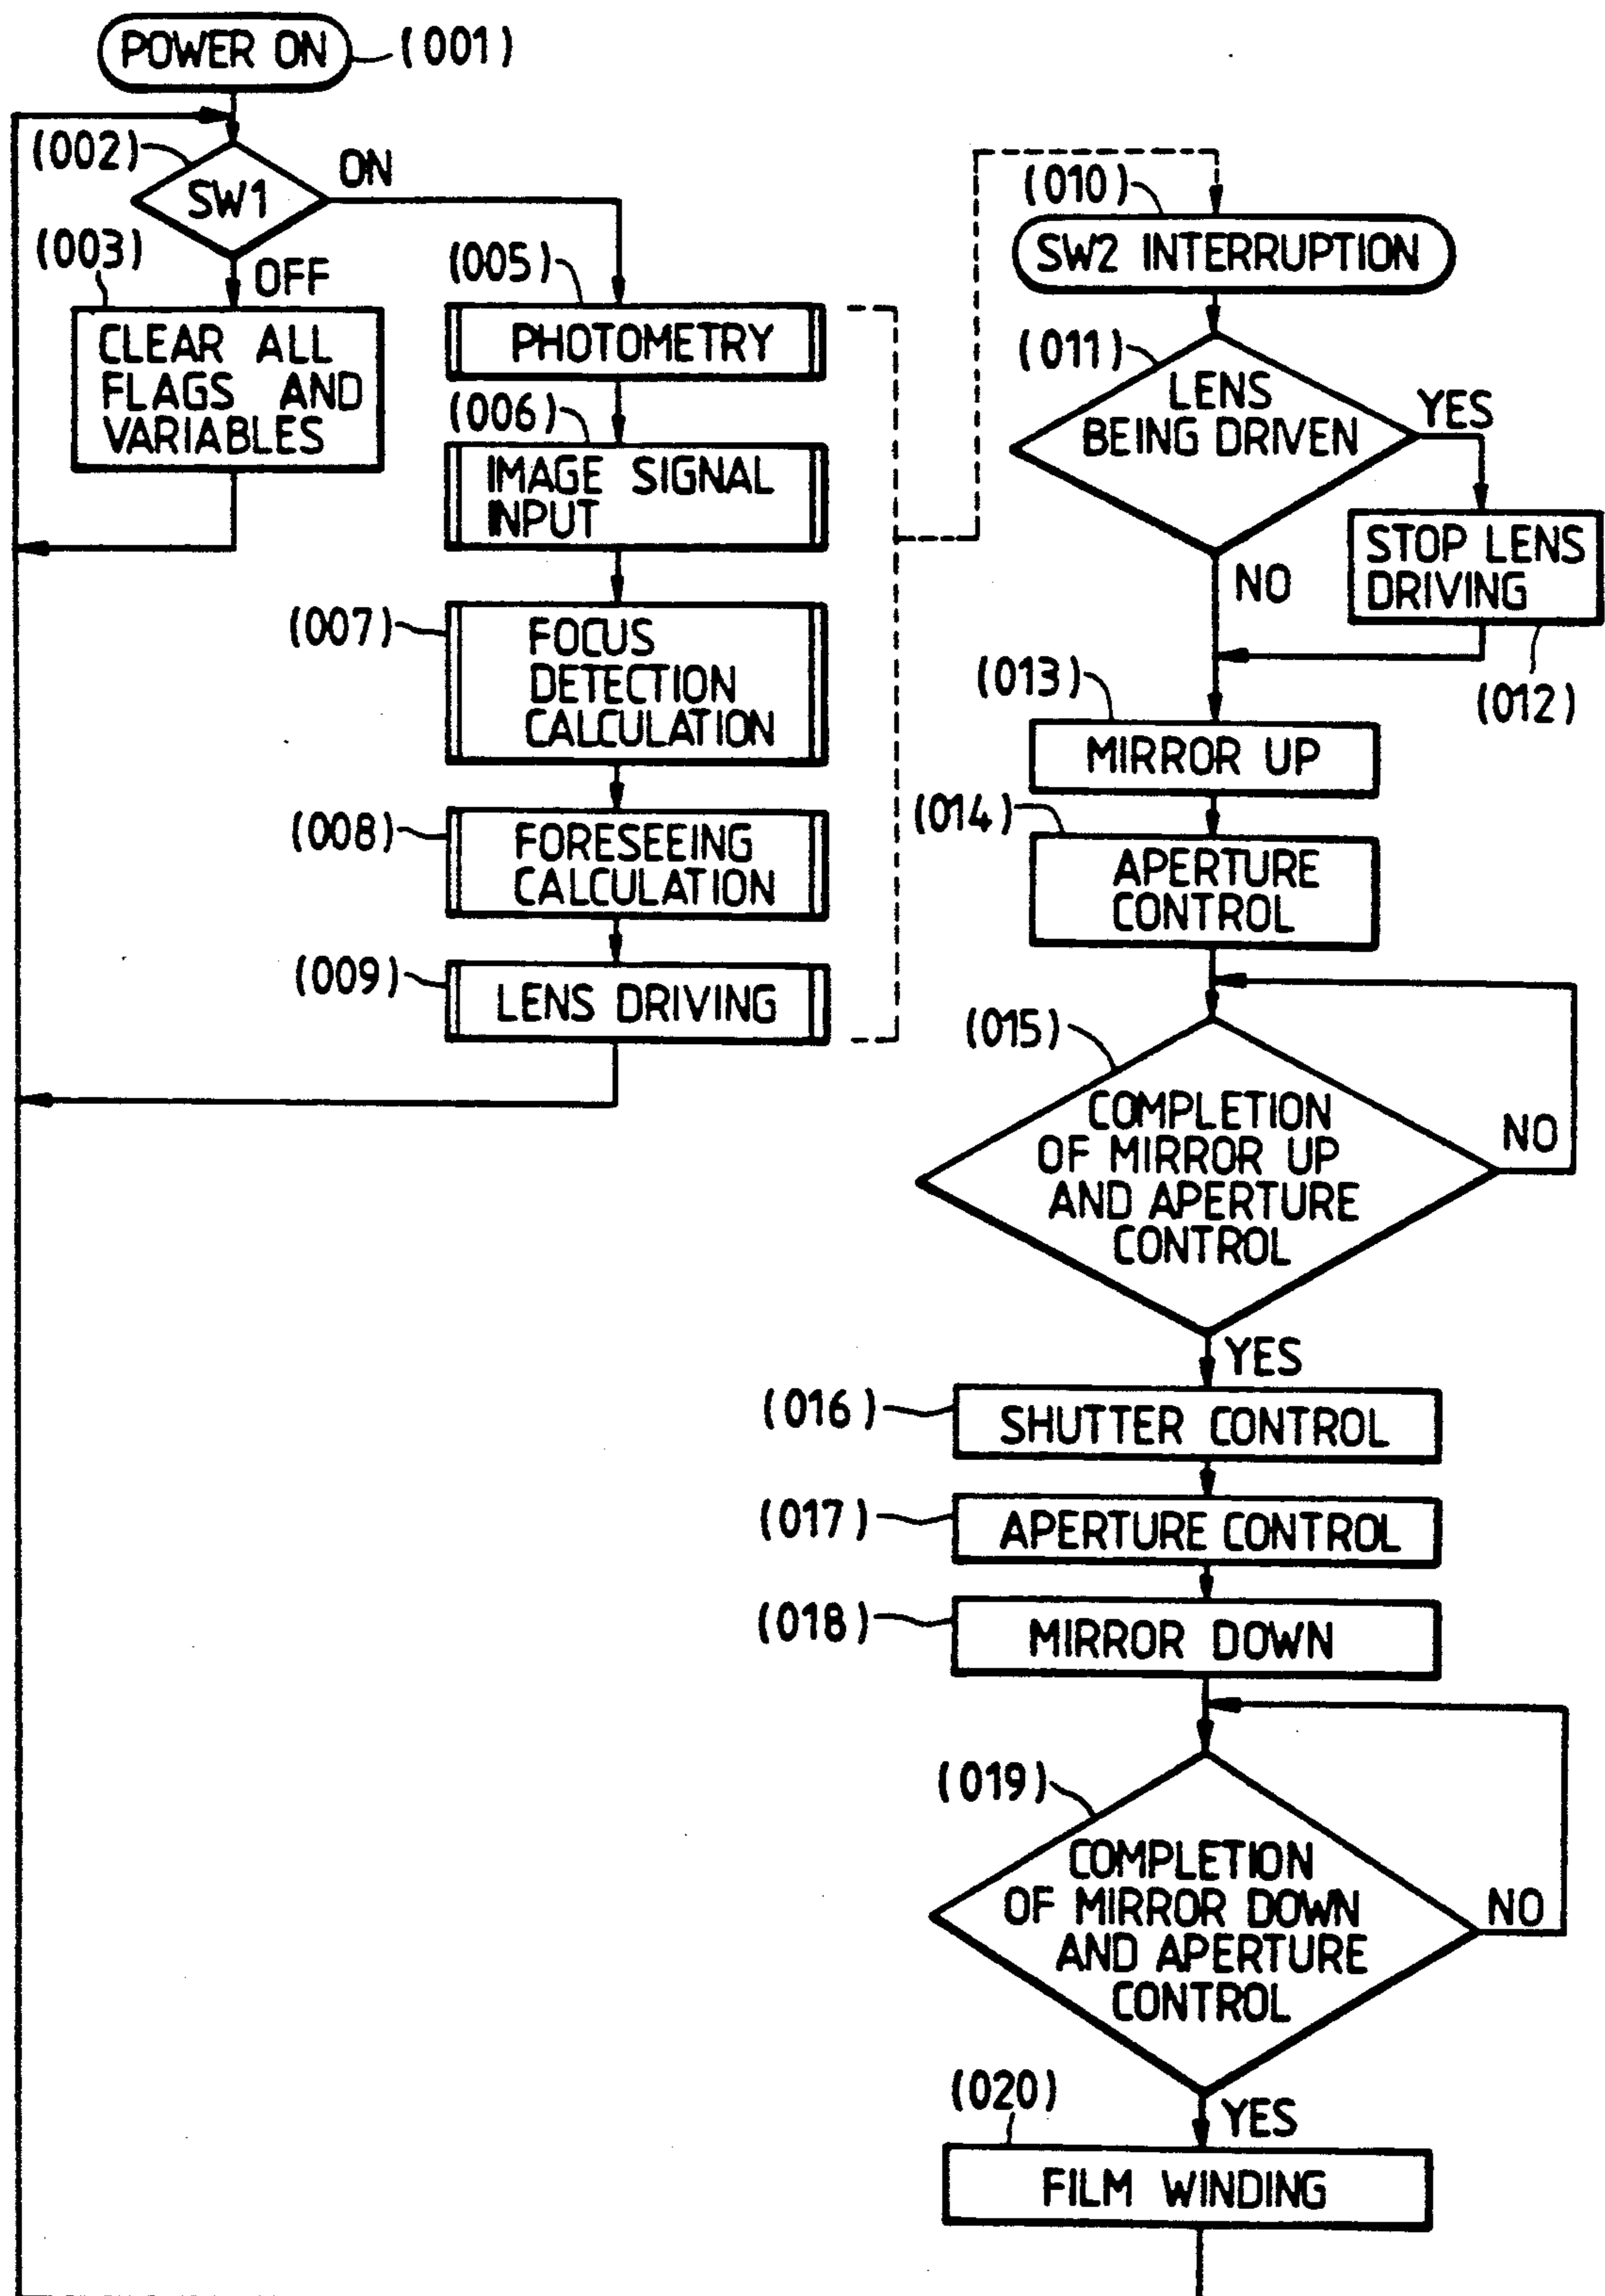 POWER ON
(001)
(002)
SW1
ON
(003)
OFF
CLEAR ALL
FLAGS AND
VARIABLES
(005)
PHOTOMETRY
(006)
IMAGE SIGNAL
INPUT
(007)
FOCUS
DETECTION
CALCULATION
(008)
FORESEEING
CALCULATION
(009)
LENS DRIVING
(010)
SW2 INTERRUPTION
(011)
LENS
BEING DRIVEN
YES
STOP LENS
DRIVING
(012)
NO
(013)
MIRROR UP
(014)
APERTURE
CONTROL
(015)
COMPLETION
OF MIRROR UP
AND APERTURE
CONTROL
NO
YES
(016)
SHUTTER CONTROL
(017)
APERTURE CONTROL
(018)
MIRROR DOWN
(019)
COMPLETION
OF MIRROR DOWN
AND APERTURE
CONTROL
NO
YES
(020)
FILM WINDING